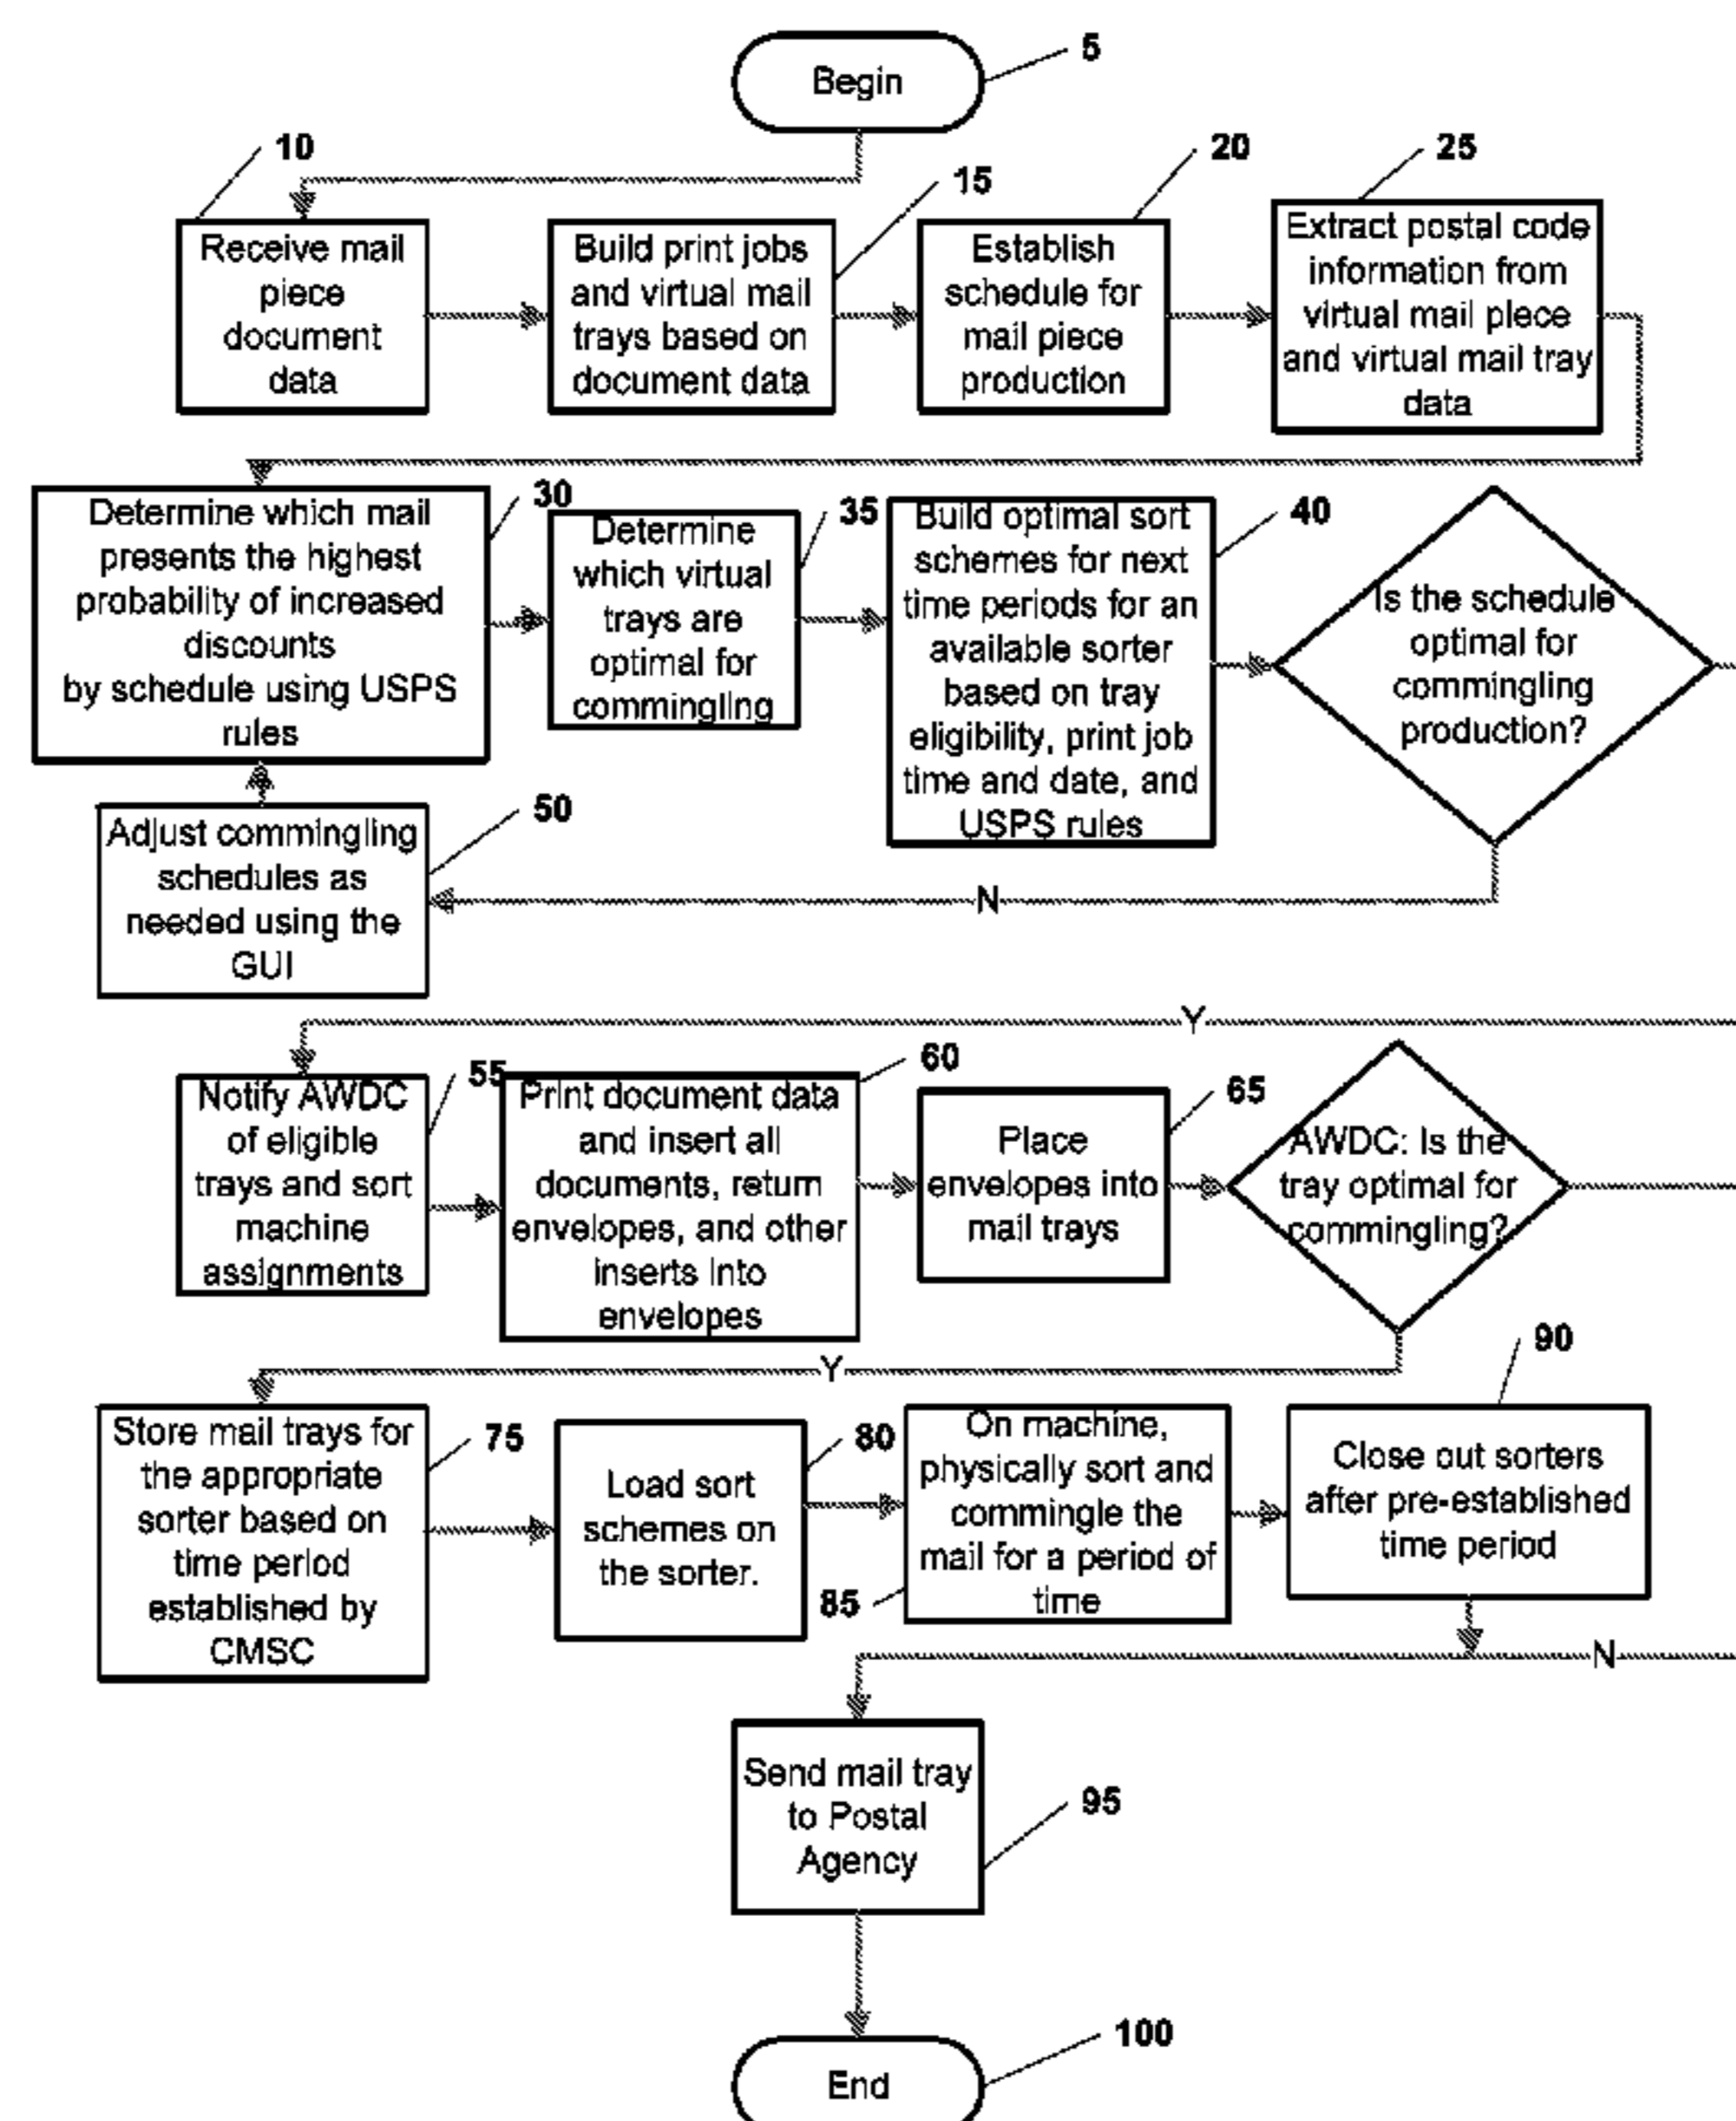 Begin
5
10
Receive mail
piece
document
data
15
Build print jobs
and virtual mail
trays based on
document data
20
Establish
schedule for
mail piece
production
25
Extract postal code
information from
virtual mail piece
and virtual mail tray
data
30
Determine which mail
presents the highest
probability of increased
discounts
by schedule using USPS
rules
35
Determine
which virtual
trays are
optimal for
commingling
40
Build optimal sort
schemes for next
time periods for an
available sorter
based on tray
eligibility, print job
time and date, and
USPS rules
Is the schedule
optimal for
commingling
production?
50
Adjust commingling
schedules as
needed using the
GUI
N
Y
55
Notify AWDC
of eligible
trays and sort
machine
assignments
60
Print document data
and insert all
documents, return
envelopes, and other
inserts into
envelopes
65
Place
envelopes into
mail trays
AWDC: Is the
tray optimal for
commingling?
Y
75
Store mail trays for
the appropriate
sorter based on
time period
established by
CMSC
80
Load sort
schemes on
the sorter.
85
On machine,
physically sort and
commingle the
mail for a period of
time
90
Close out sorters
after pre-established
time period
N
Send mail tray
to Postal
Agency
95
100
End